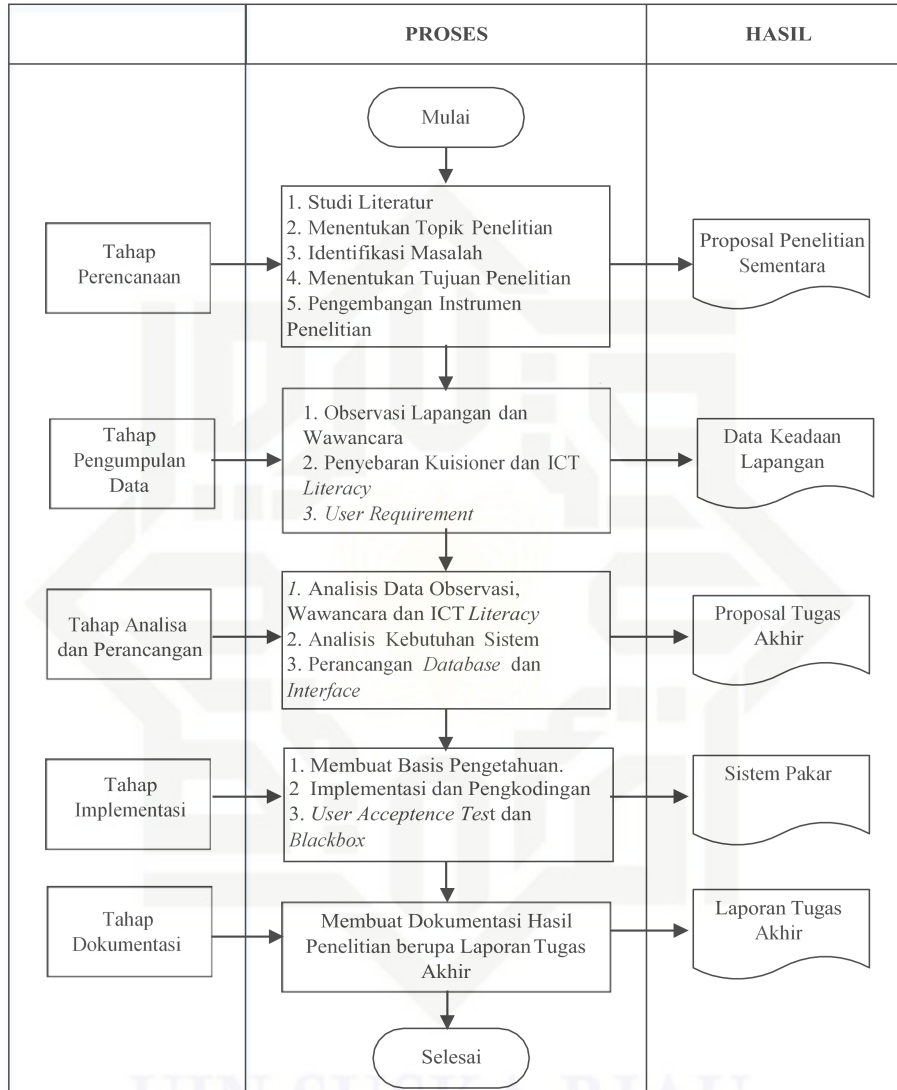 PROSES
HASIL
Mulai
Tahap
Perencanaan
1. Studi Literatur
2. Menentukan Topik Penelitian
3. Identifikasi Masalah
4. Menentukan Tujuan Penelitian
5. Pengembangan Instrumen
Penelitian
Proposal Penelitian
Sementara
Tahap
Pengumpulan
Data
1. Observasi Lapangan dan
Wawancara
2. Penyebaran Kuisioner dan ICT
Literacy
3. User Requirement
Data Keadaan
Lapangan
Tahap Analisa
dan Perancangan
1. Analisis Data Observasi,
Wawancara dan ICT Literacy
2. Analisis Kebutuhan Sistem
3. Perancangan Database dan
Interface
Proposal Tugas
Akhir
Tahap
Implementasi
1. Membuat Basis Pengetahuan.
2 Implementasi dan Pengkodingan
3. User Acceptence Test dan
Blackbox
Sistem Pakar
Tahap
Dokumentasi
Membuat Dokumentasi Hasil
Penelitian berupa Laporan Tugas
Akhir
Laporan Tugas
Akhir
Selesai
UIN SUSKA RIAU